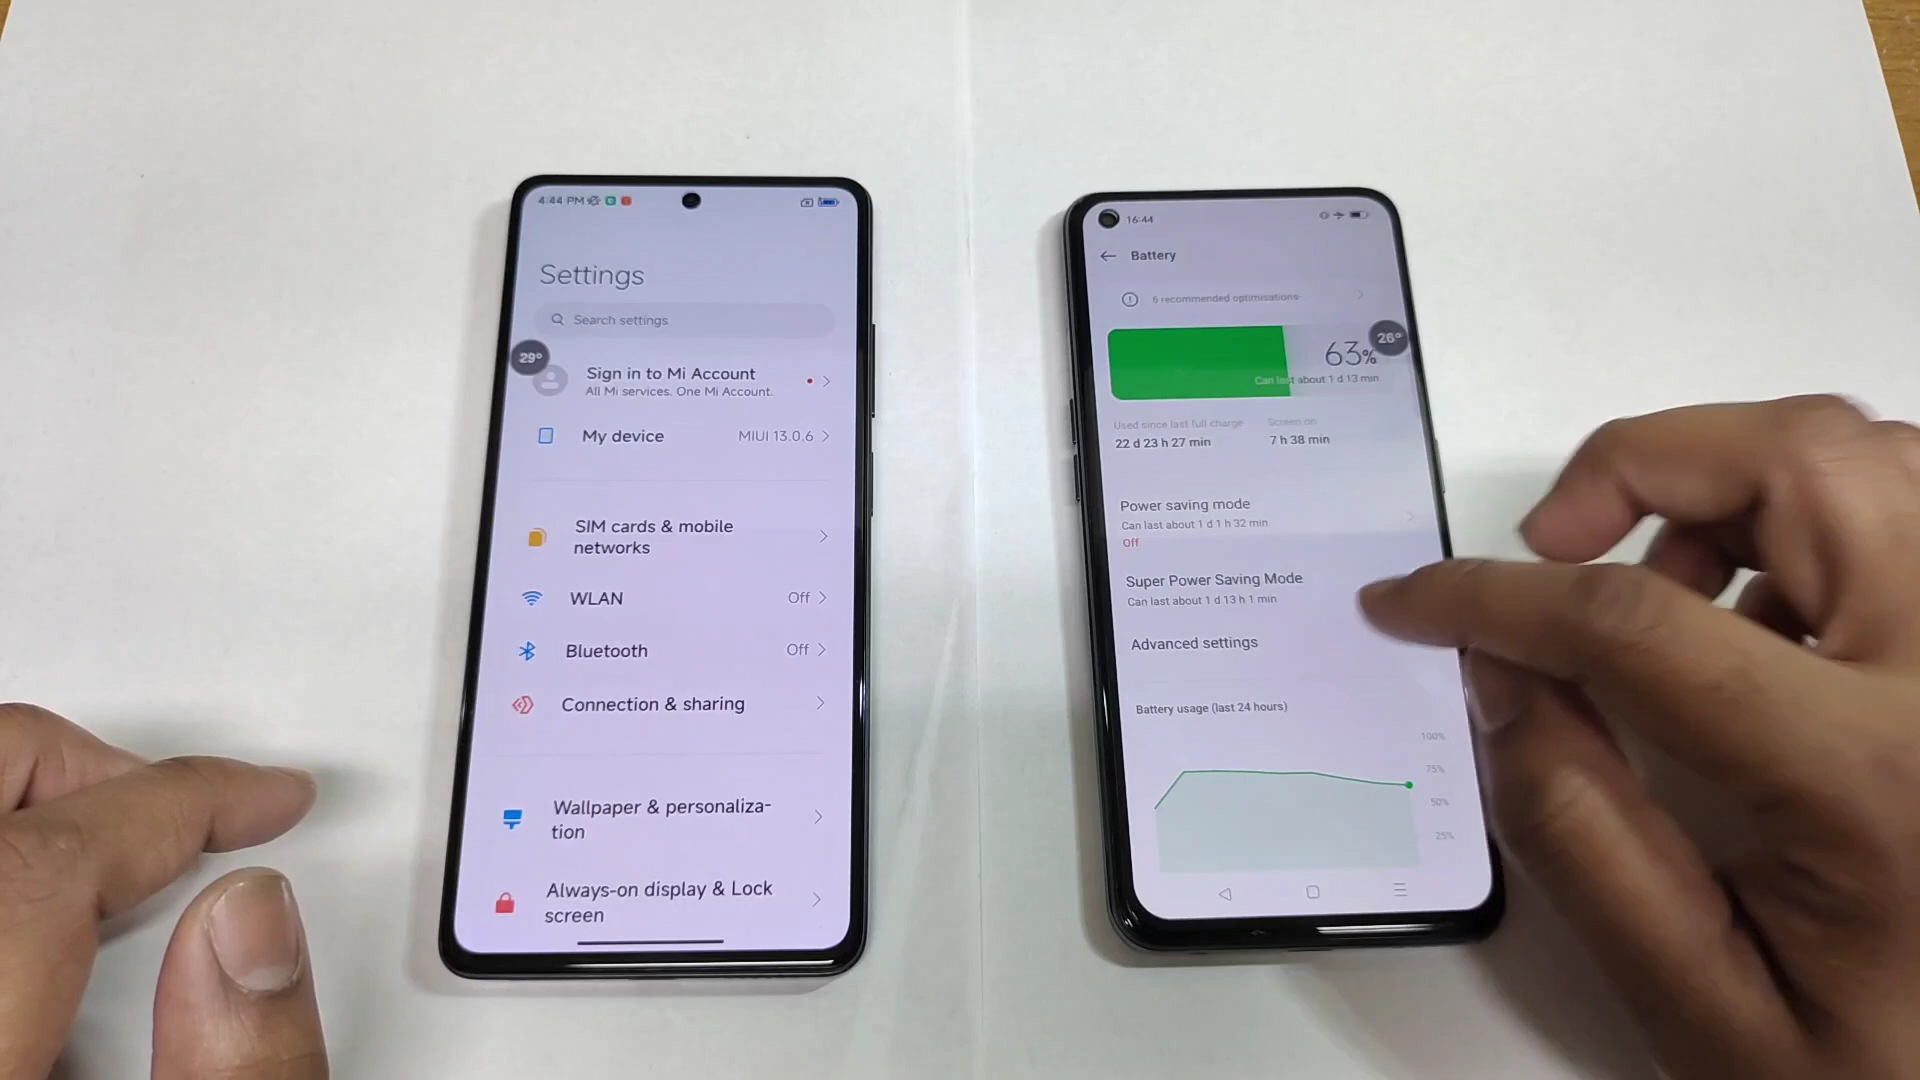 4:44 PM
Settings
Search settings
29°
Sign in to Mi Account
All Mi services. One Mi Account.
My device
MIUI 13.0.6
SIM cards & mobile
networks
WLAN
Off
Bluetooth
Off
Connection & sharing
Wallpaper & personaliza-
tion
Always-on display & Lock
screen
16:44
Battery
6 recommended optimisations
26°
63%
Can last about 1 d 13 min
Used since last full charge
22 d 23 h 27 min
Screen on
7 h 38 min
Power saving mode
Can last about 1 d 1 h 32 min
Off
Super Power Saving Mode
Can last about 1 d 13 h 1 min
Advanced settings
Battery usage (last 24 hours)
100%
75%
50%
25%